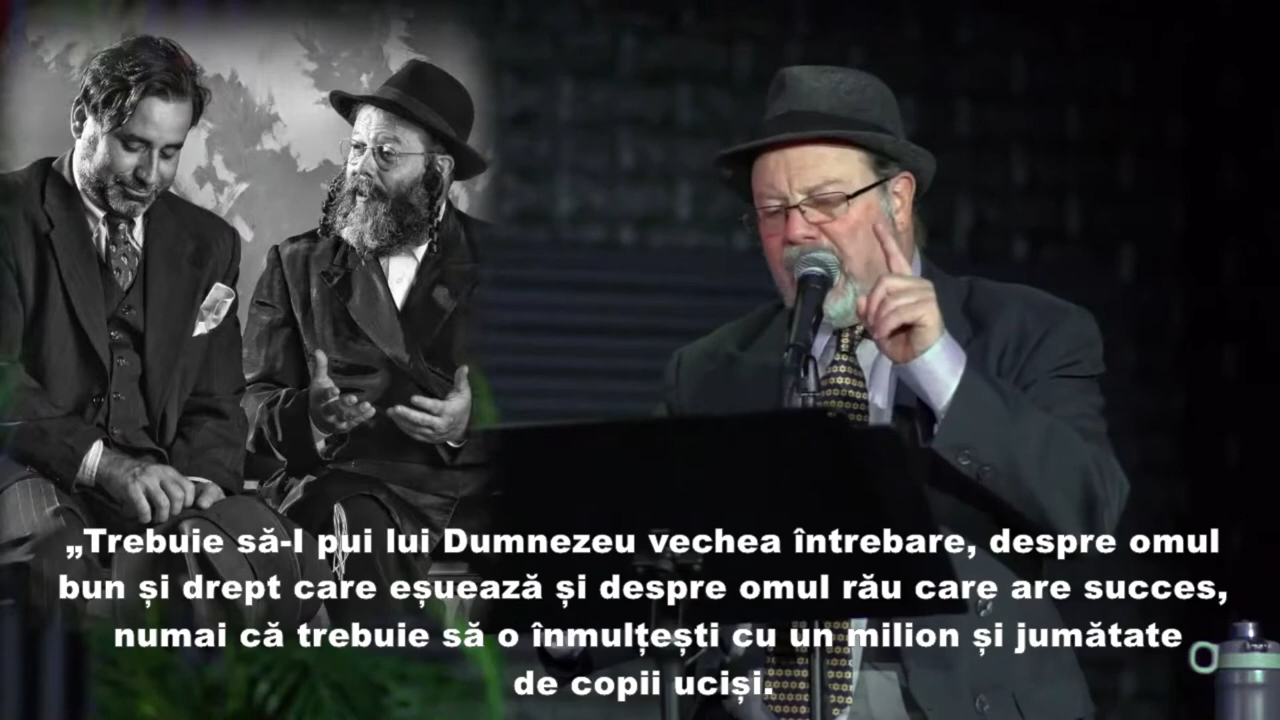 „Trebuie să-I pui lui Dumnezeu vechea întrebare, despre omul
bun și drept care eșuează și despre omul rău care are succes,
numai că trebuie să o înmulțești cu un milion și jumătate
de copii uciși.